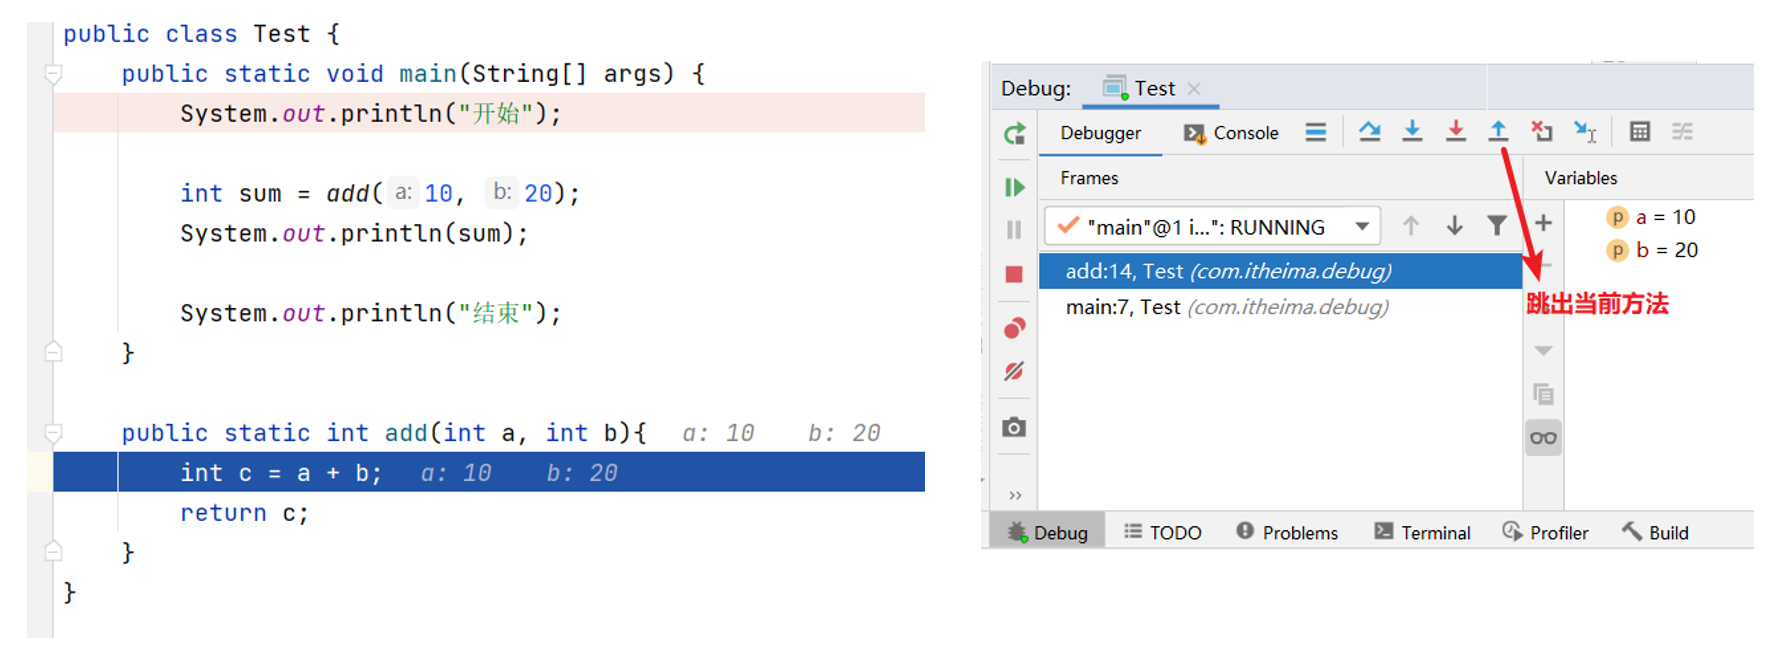 public class Test {
public static void main(String[] args) {
System.out.println("开始");
int sum = add( a: 10, b: 20);
System.out.println(sum);
System.out.println("结束");
}
public static int add(int a, int b){ a: 10 b: 20
int c = a + b; a: 10 b: 20
return c;
}
}
Debug: Test
Debugger Console
Frames Variables
"main"@1 i...": RUNNING
a = 10
b = 20
add:14, Test (com.itheima.debug)
main:7, Test (com.itheima.debug)
跳出当前方法
Debug TODO Problems Terminal Profiler Build